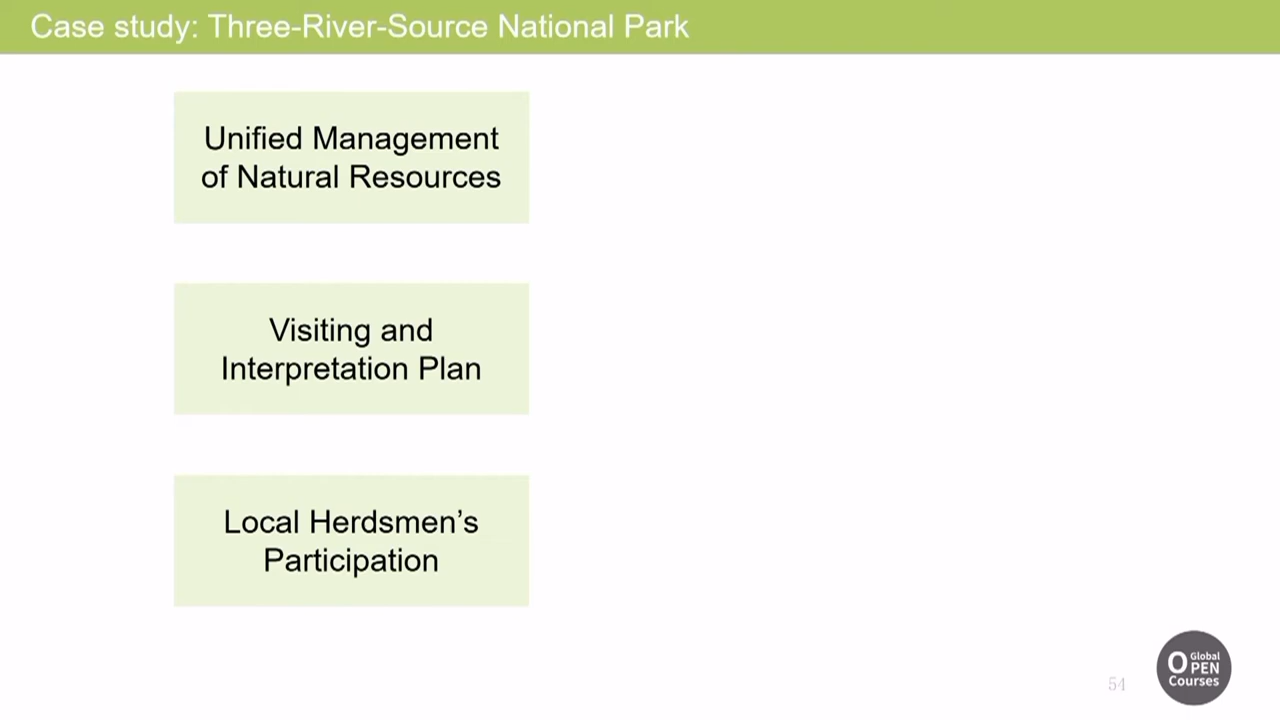 Case study: Three-River-Source National Park
Unified Management
of Natural Resources
Visiting and
Interpretation Plan
Local Herdsmen’s
Participation
54
Global
OPEN
Courses